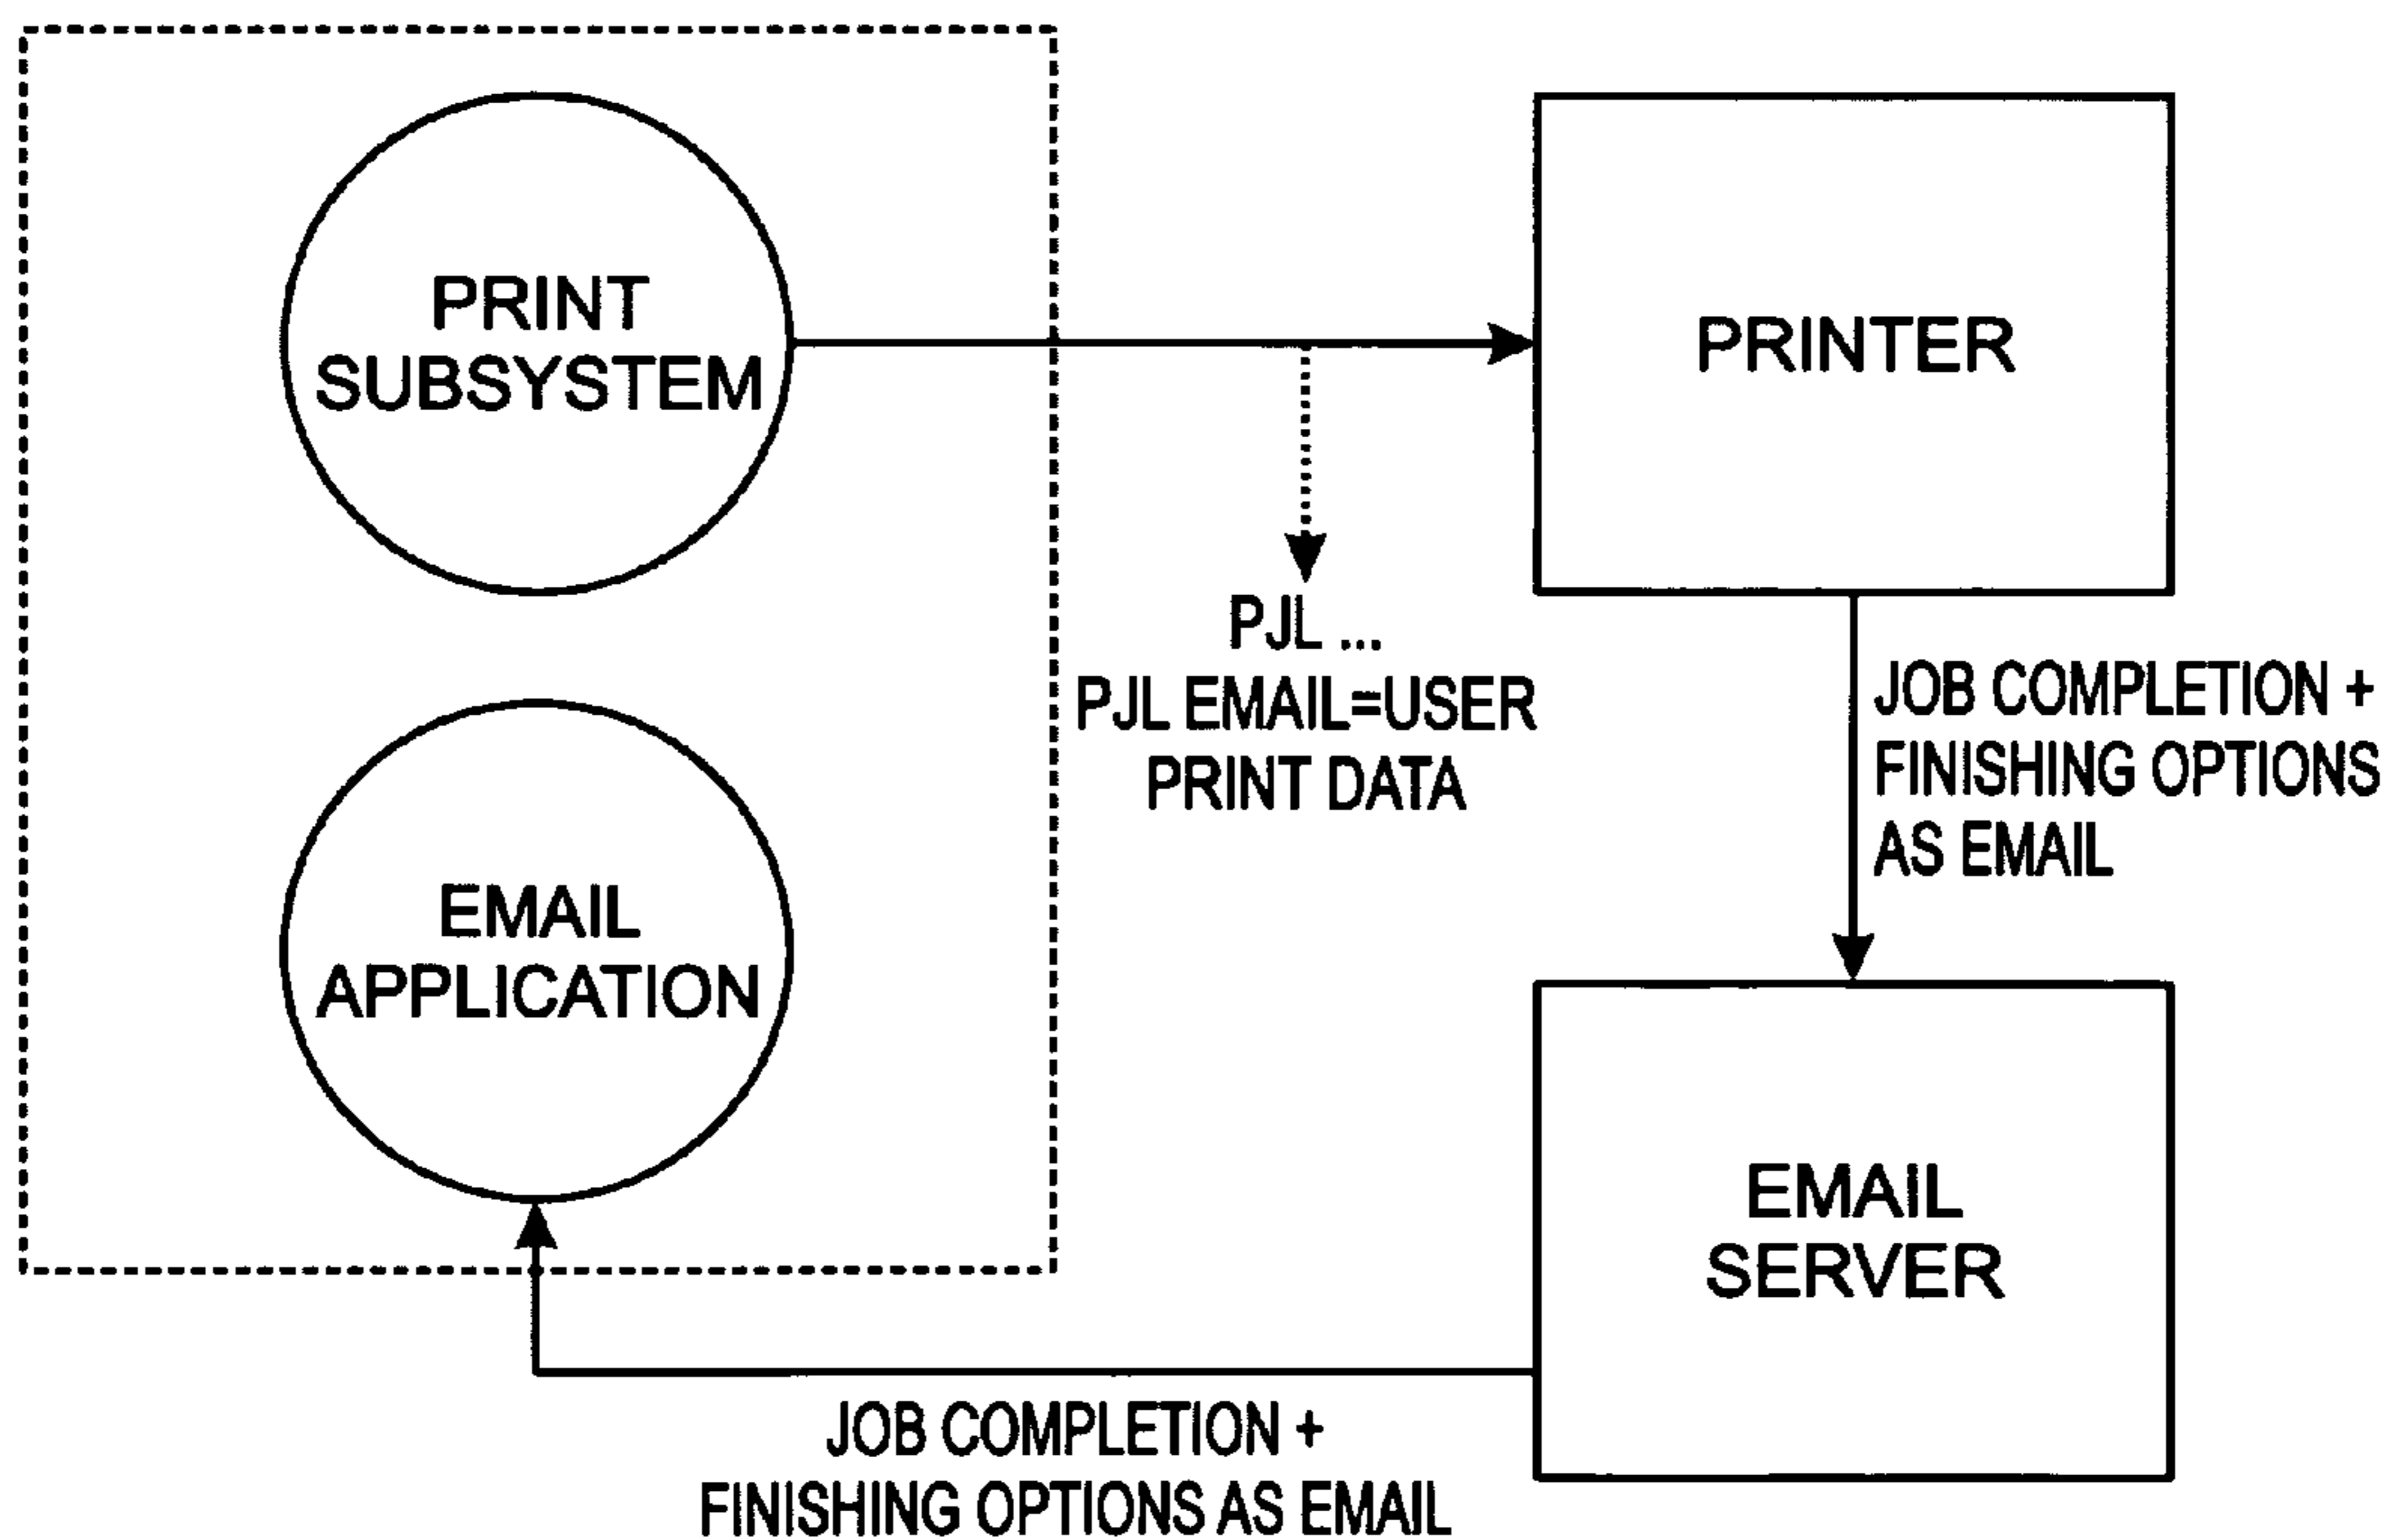 PRINT
SUBSYSTEM
PRINTER
PJL ...
PJL EMAIL=USER
PRINT DATA
JOB COMPLETION +
FINISHING OPTIONS
AS EMAIL
EMAIL
APPLICATION
EMAIL
SERVER
JOB COMPLETION +
FINISHING OPTIONS AS EMAIL